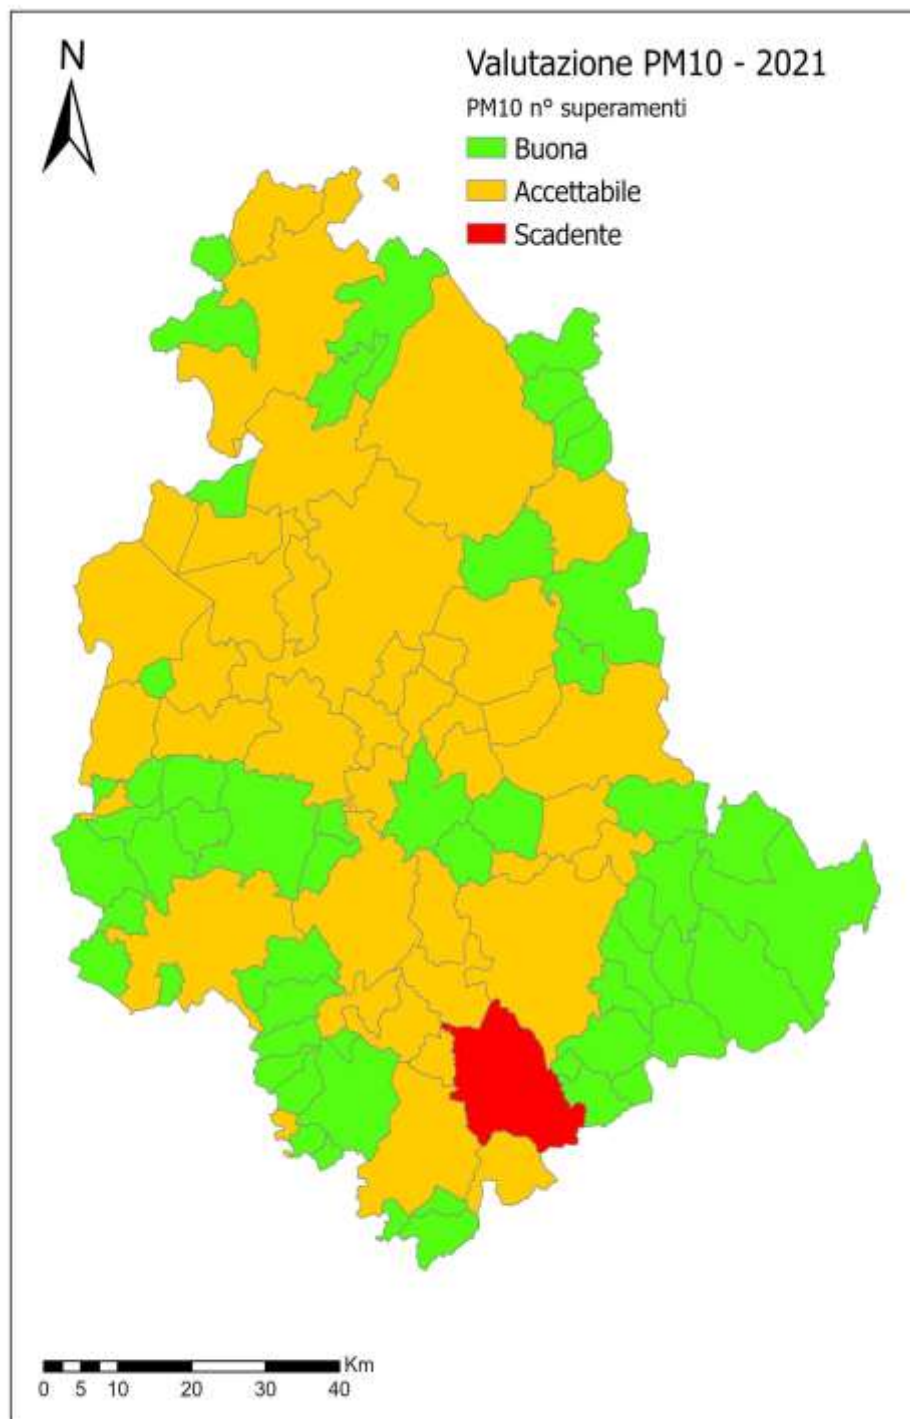 N
Valutazione PM10 - 2021
PM10 n° superamenti
Buona
Accettabile
Scadente
Km
0 5 10 20 30 40